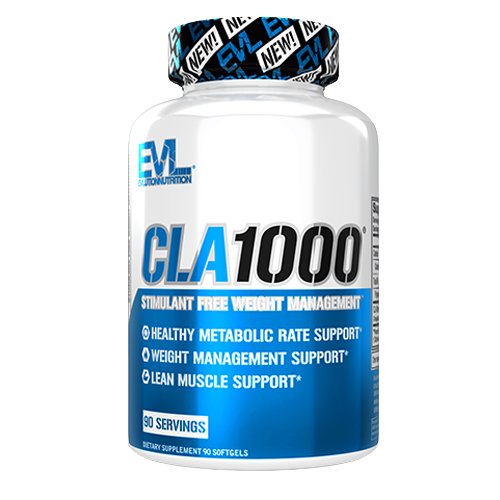 NEW! EVL NEW!
EVL
EVLUTIONNUTRITION®
CLA1000®
STIMULANT FREE WEIGHT MANAGEMENT*
HEALTHY METABOLIC RATE SUPPORT*
WEIGHT MANAGEMENT SUPPORT*
LEAN MUSCLE SUPPORT*
90 SERVINGS
DIETARY SUPPLEMENT 90 SOFTGELS